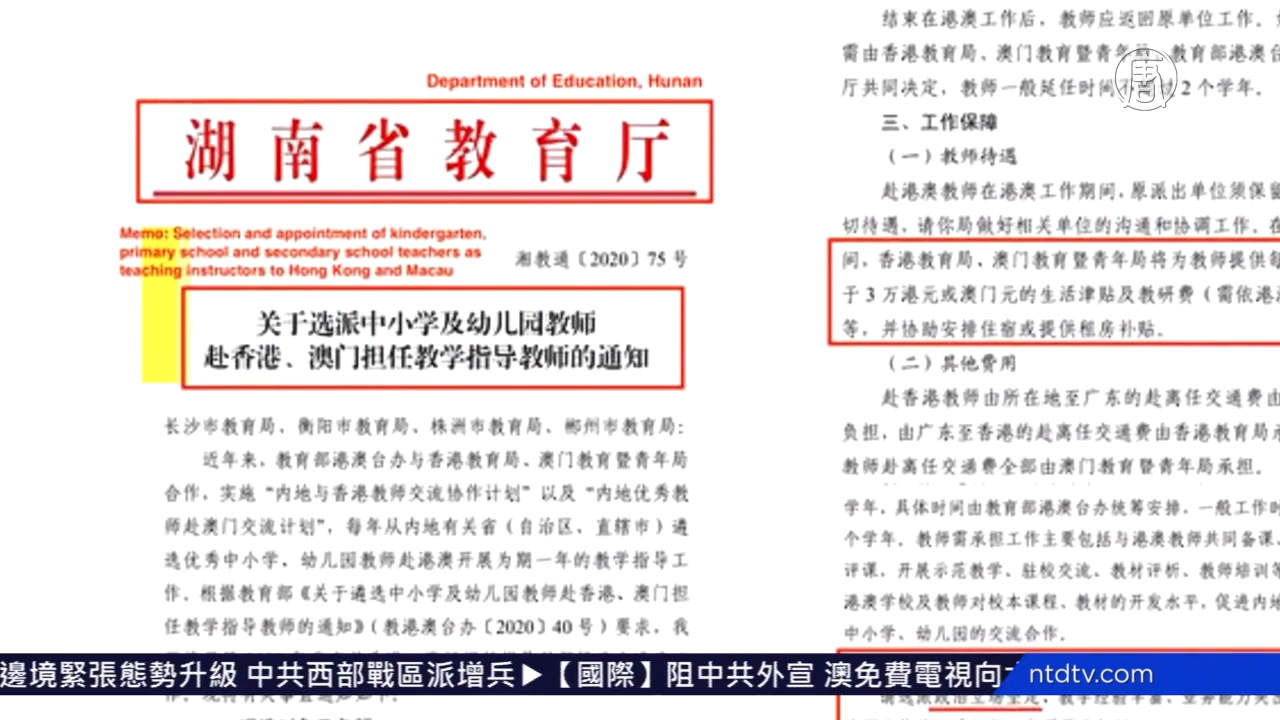 Department of Education, Hunan
湖南省教育厅
Memo: Selection and appointment of kindergarten,
primary school and secondary school teachers as
teaching instructors to Hong Kong and Macau
湘教通〔2020〕75 号
关于选派中小学及幼儿园教师
赴香港、澳门担任教学指导教师的通知
长沙市教育局、衡阳市教育局、株洲市教育局、郴州市教育局：
近年来，教育部港澳台办与香港教育局、澳门教育暨青年局
合作，实施“内地与香港教师交流协作计划”以及“内地优秀教
师赴澳门交流计划”，每年从内地有关省（自治区、直辖市）遴
选优秀中小学、幼儿园教师赴港澳开展为期一年的教学指导工
作。根据教育部《关于遴选中小学及幼儿园教师赴香港、澳门担
任教学指导教师的通知》（教港澳台办〔2020〕40 号）要求，我
结束在港澳工作后，教师应返回原单位工作。
需由香港教育局、澳门教育暨青年局、教育部港澳台
厅共同决定，教师一般延任时间不超过 2 个学年。
三、工作保障
（一）教师待遇
赴港澳教师在港澳工作期间，原派出单位须保留
切待遇，请你局做好相关单位的沟通和协调工作。在
间，香港教育局、澳门教育暨青年局将为教师提供每
于 3 万港元或澳门元的生活津贴及教研费（需依港澳
等，并协助安排住宿或提供租房补贴。
（二）其他费用
赴香港教师由所在地至广东的赴离任交通费由
负担，由广东至香港的赴离任交通费由香港教育局承
教师赴离任交通费全部由澳门教育暨青年局承担。
学年，具体时间由教育部港澳台办统筹安排，一般工作时
个学年。教师需承担工作主要包括与港澳教师共同备课、
评课，开展示范教学、驻校交流、教材评析、教师培训等
港澳学校及教师对校本课程、教材的开发水平，促进内地
中小学、幼儿园的交流合作。
唐
邊境緊張態勢升級 中共西部戰區派增兵▶【國際】阻中共外宣 澳免費電視向
ntdtv.com